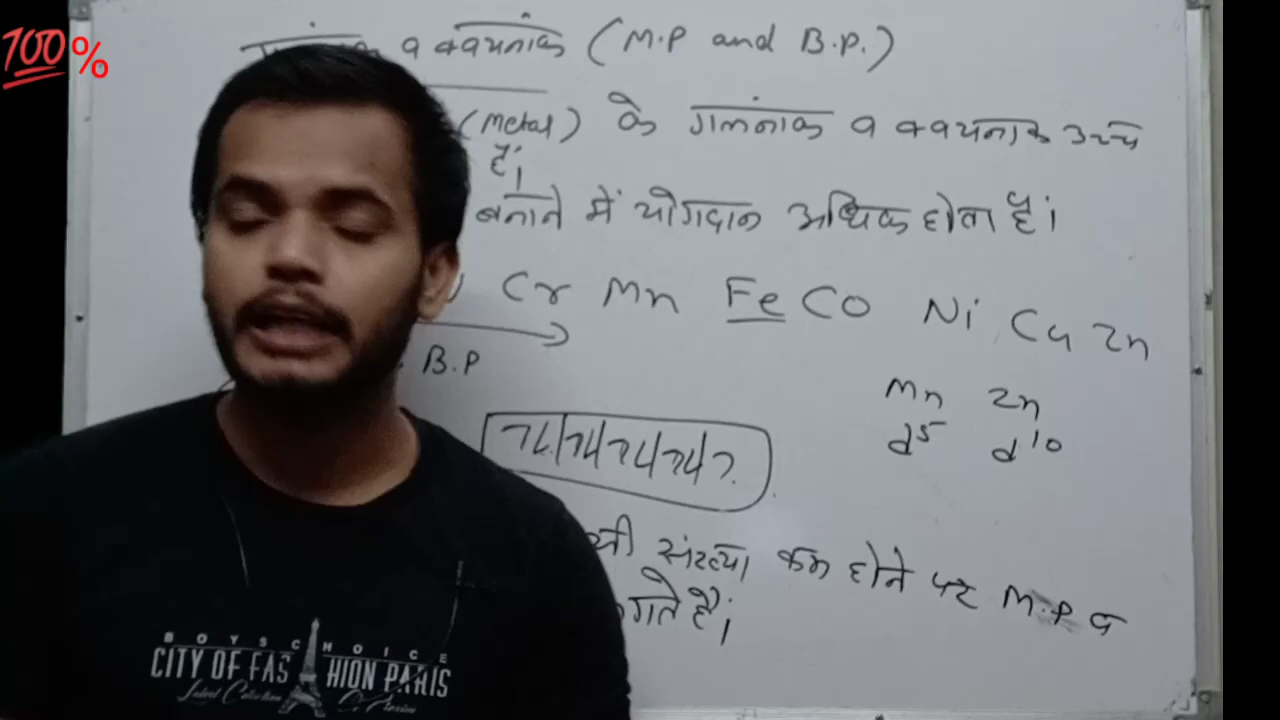 100%
व क्वथनांक (M.P and B.P.)
(Metal) के गलनांक व क्वथनांक उच्च
हैं।
बनाने में योगदान अधिक होता है।
Cr Mn Fe Co Ni Cu Zn
B.P
Mn Zn
d5 d10
संख्या कम होने पर M.P व
लगते हैं।
BOYS CHOICE
CITY OF FASHION PARIS